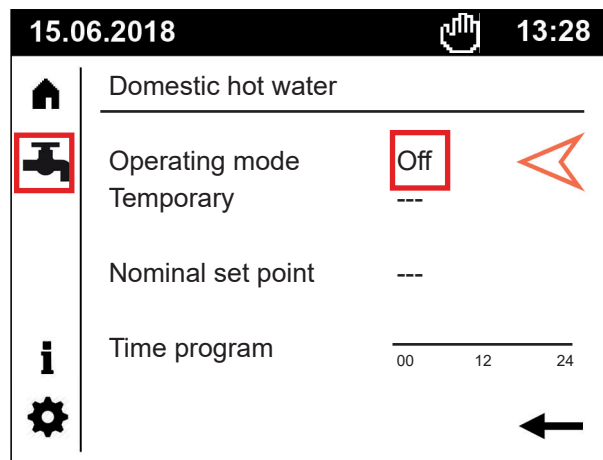 15.06.2018 13:28
Domestic hot water
Operating mode Off
Temporary ---
Nominal set point ---
Time program
00 12 24